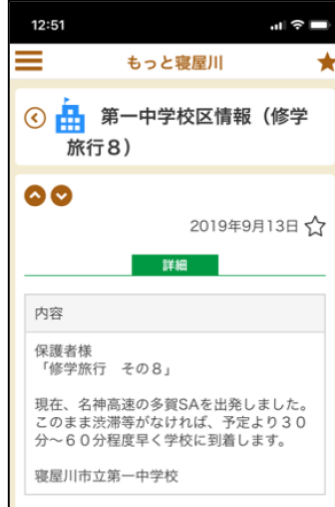 12:51
もっと寝屋川
第一中学校区情報（修学
旅行８）
2019年9月13日
詳細
内容
保護者様
「修学旅行　その８」
現在、名神高速の多賀SAを出発しました。
このまま渋滞等がなければ、予定より３０
分～６０分程度早く学校に到着します。
寝屋川市立第一中学校